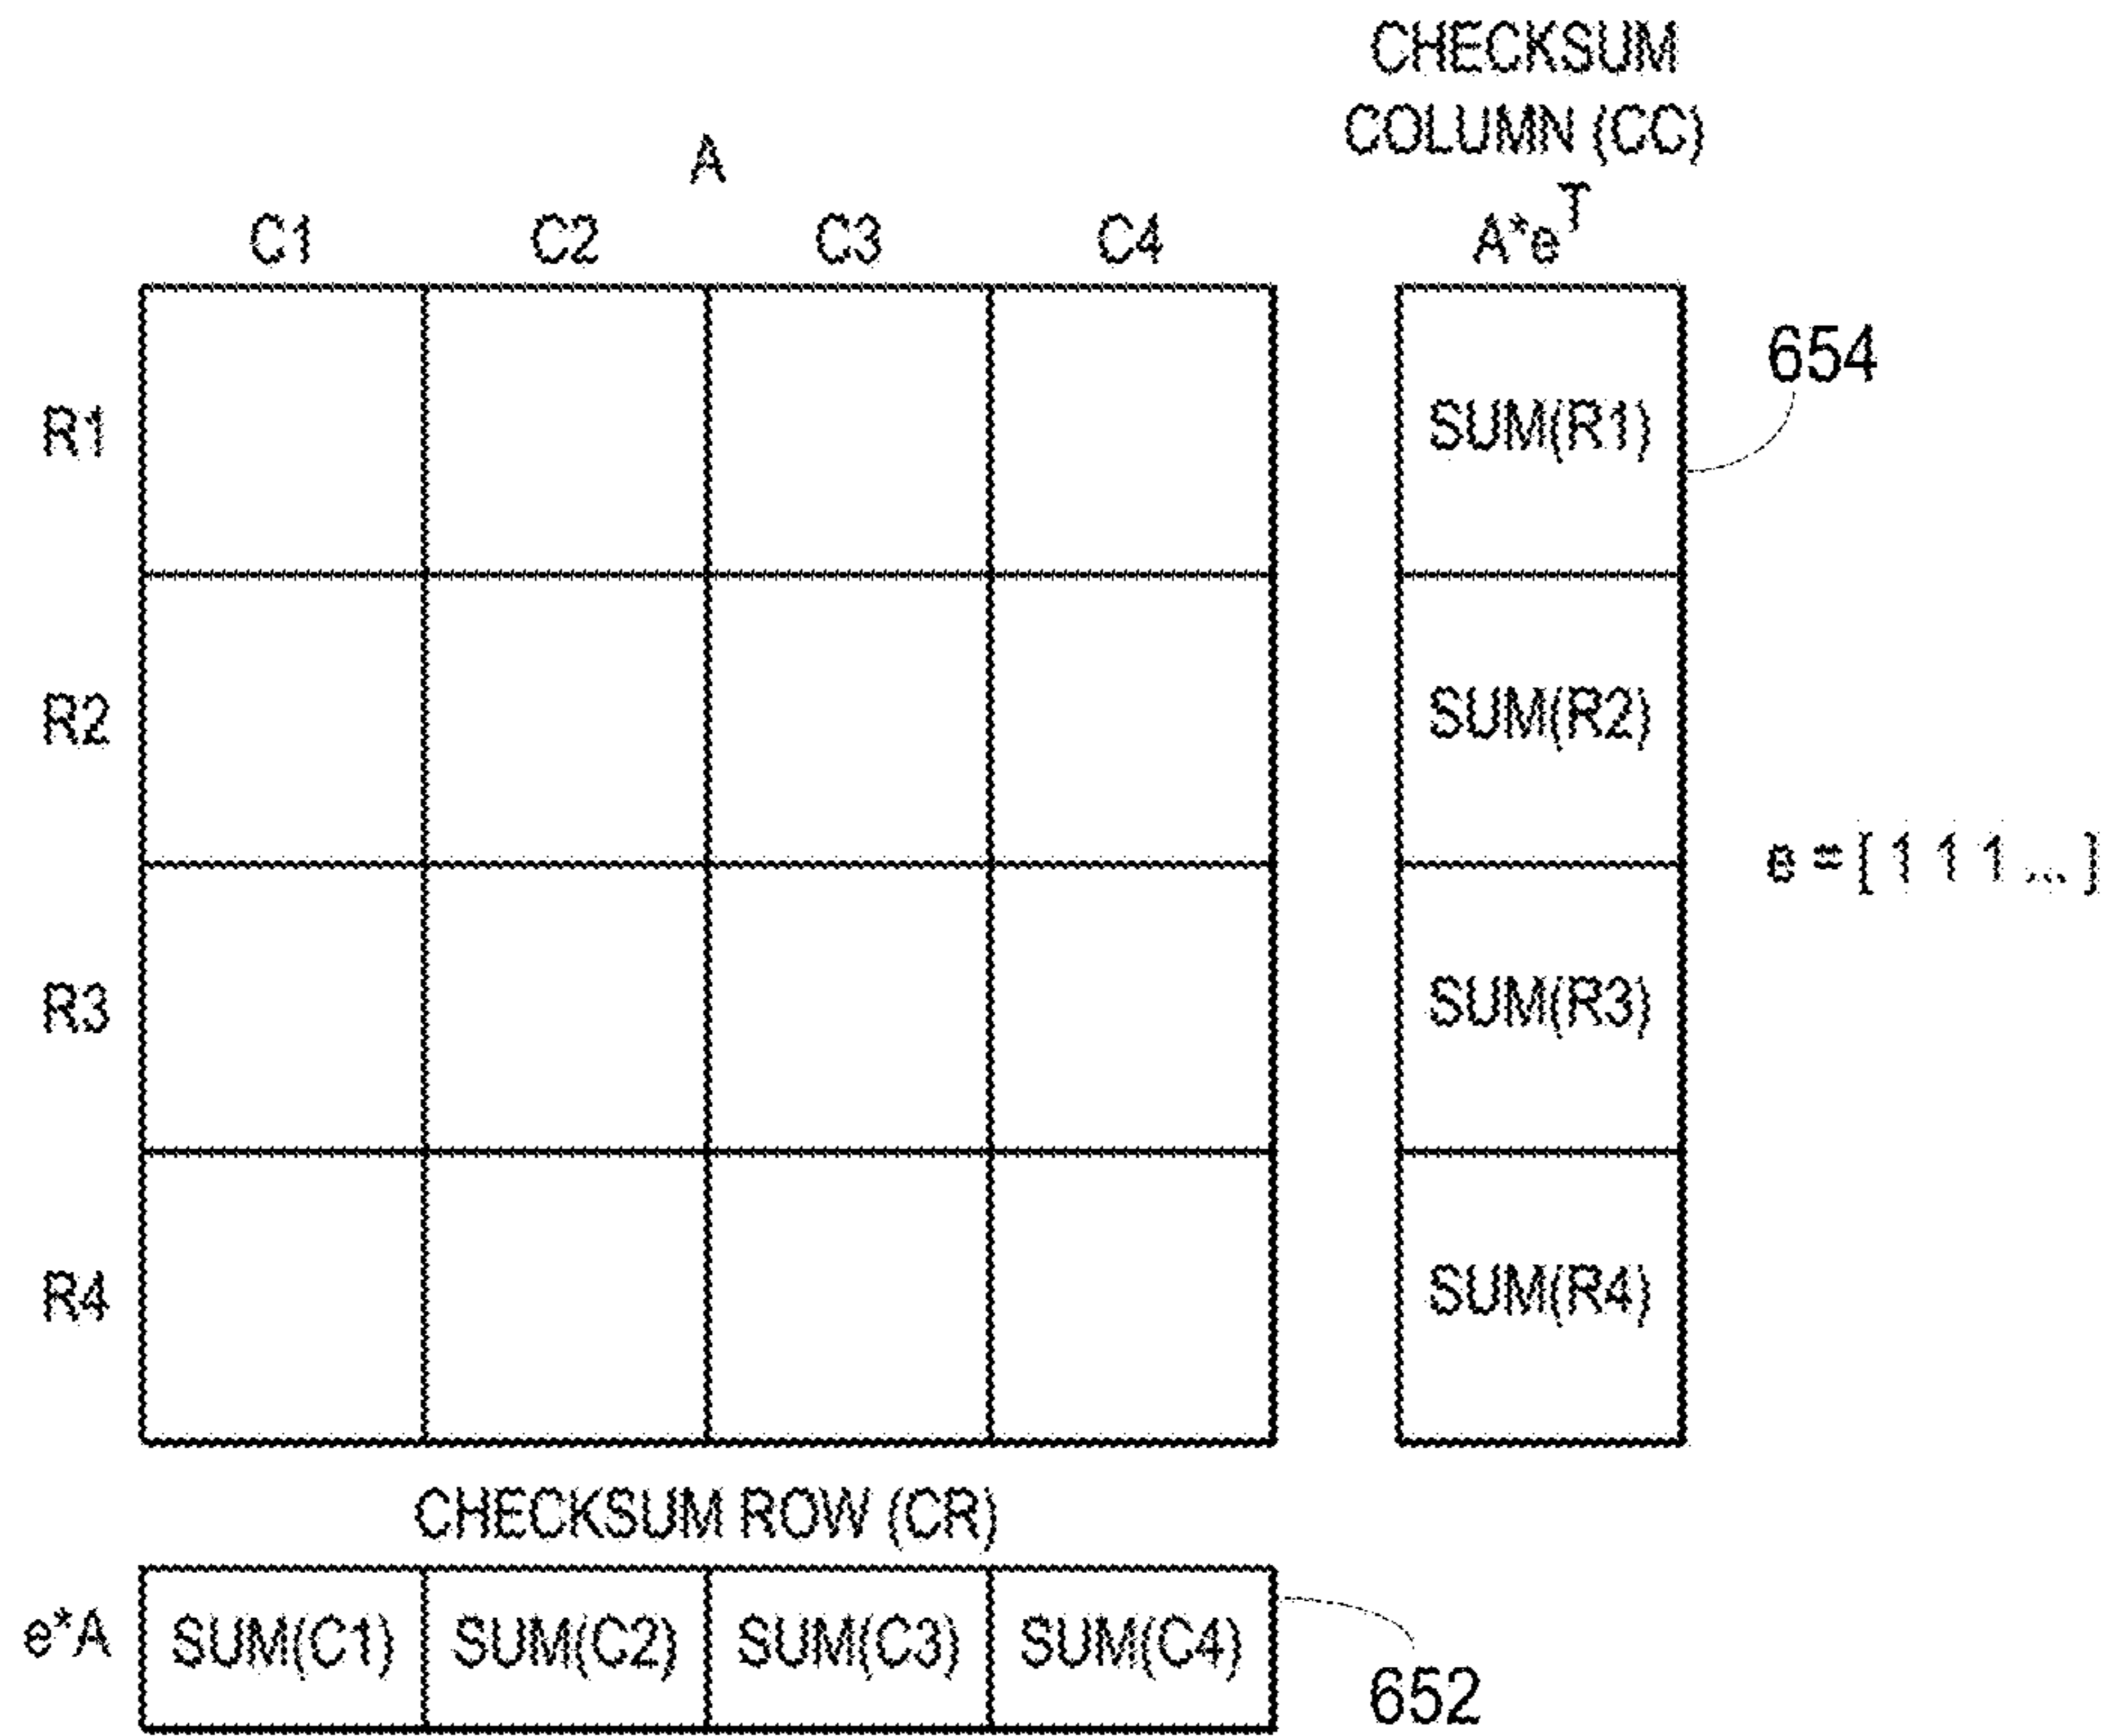 CHECKSUM
COLUMN (CC)
A
C1 C2 C3 C4 A*e^T
R1 SUM(R1) 654
R2 SUM(R2)
e = [ 1 1 1 ... ]
R3 SUM(R3)
R4 SUM(R4)
CHECKSUM ROW (CR)
e*A SUM(C1) SUM(C2) SUM(C3) SUM(C4) 652